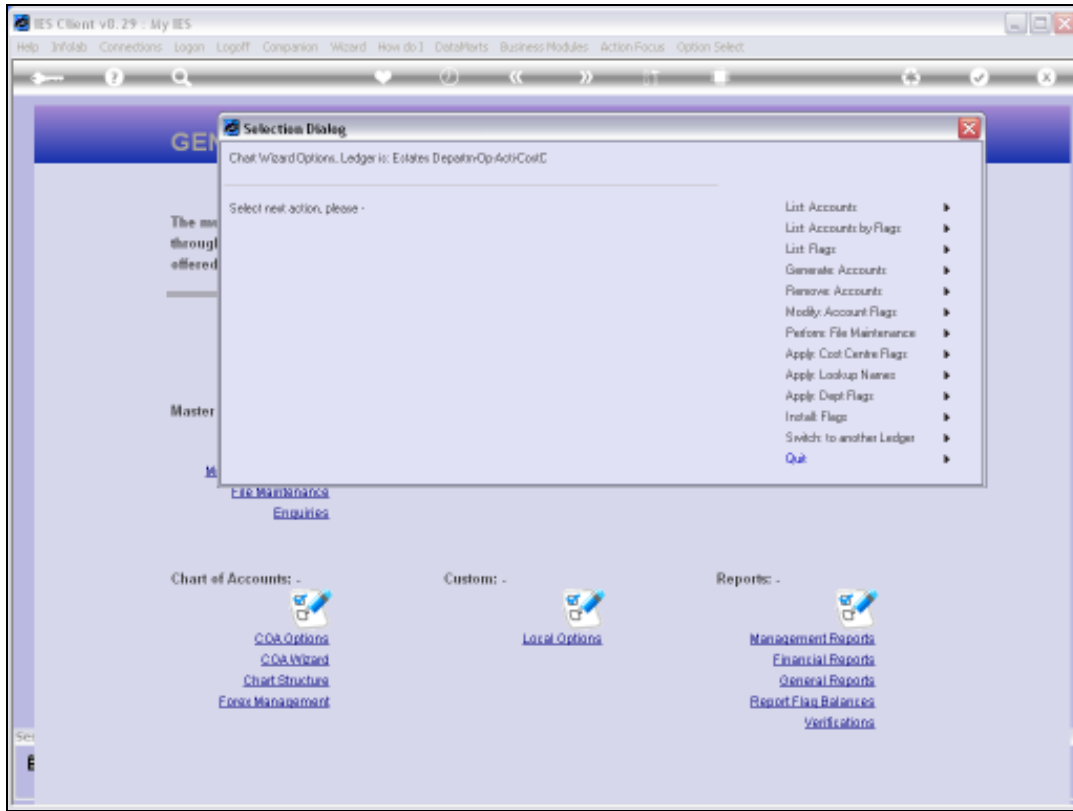 IES Client v0.29 : My IES
Help Infolab Connections Logon Logoff Companion Wizard How do I DataMarts Business Modules Action Focus Option Select
GEN
Selection Dialog
Chart Wizard Options, Ledger is: Estates Departm-Op-Acti-CostC
Select next action, please -
List: Accounts
List: Accounts by Flags
List: Flags
Generate: Accounts
Remove: Accounts
Modify: Account Flags
Perform: File Maintenance
Apply: Cost Centre Flags
Apply: Lookup Names
Apply: Dept Flags
Install: Flags
Switch: to another Ledger
Quit
The
through
offered
Master
M
File Maintenance
Enquiries
Chart of Accounts: -
COA Options
COA Wizard
Chart Structure
Forex Management
Custom: -
Local Options
Reports: -
Management Reports
Financial Reports
General Reports
Report Flag Balances
Verifications
Ses